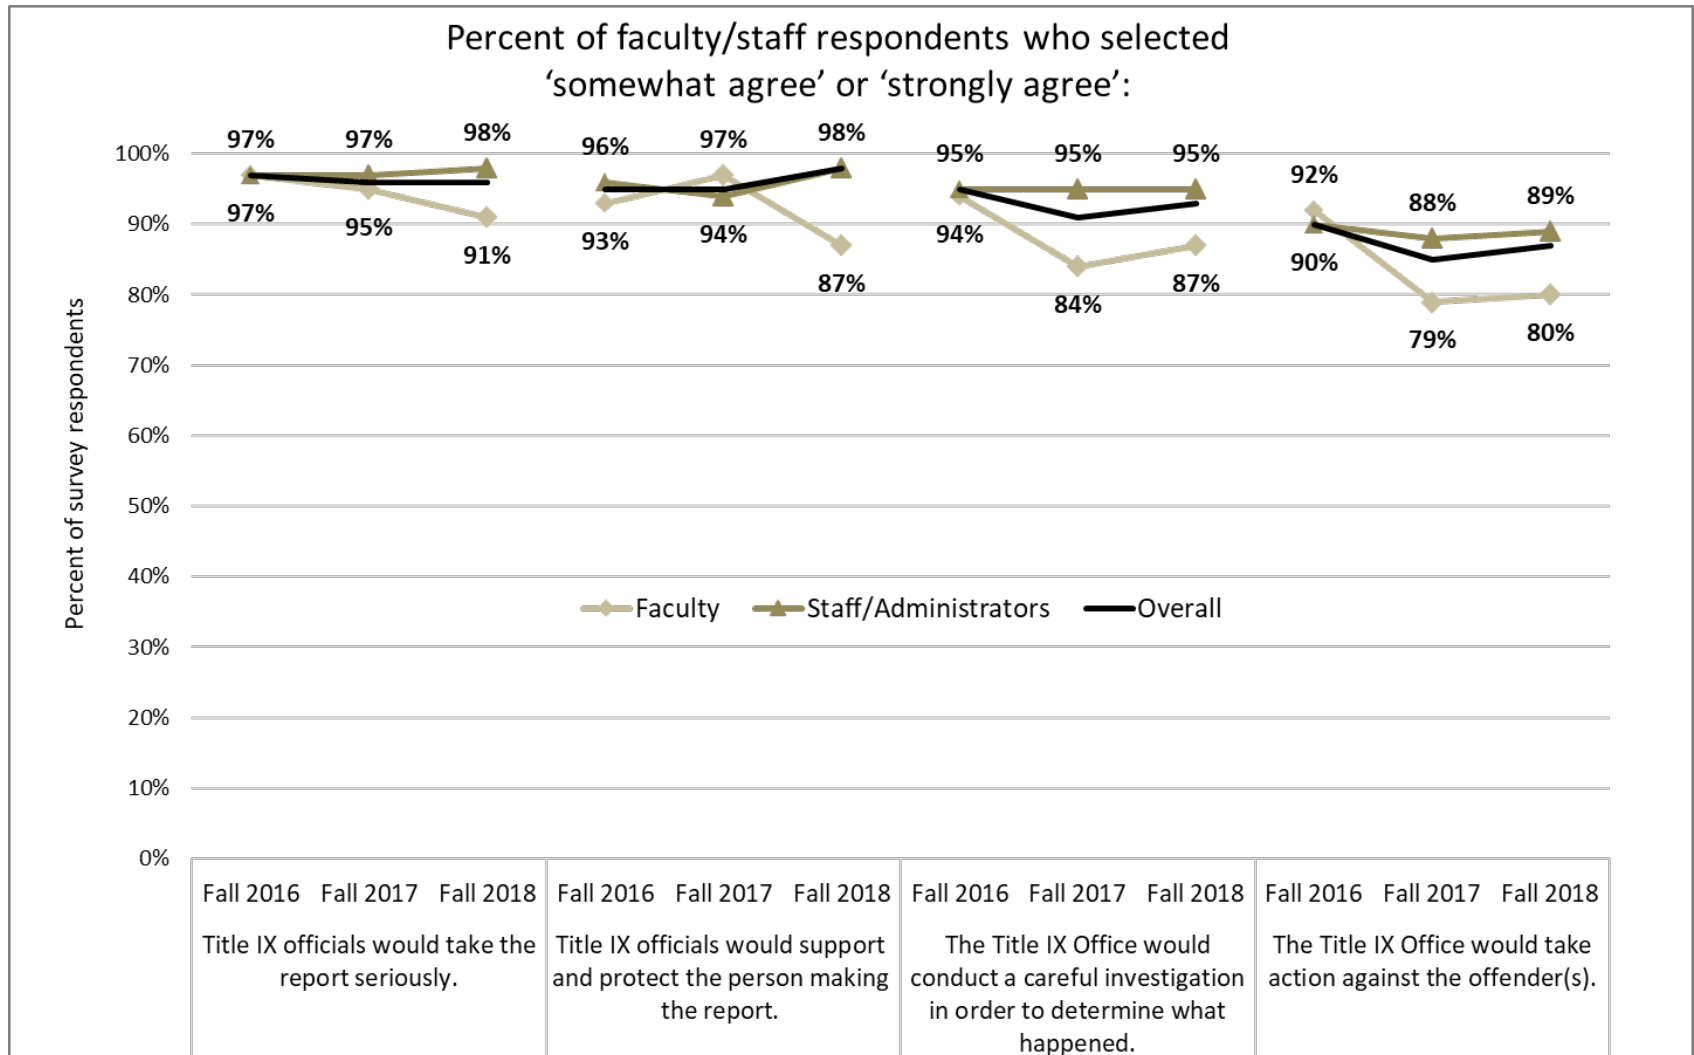 Percent of faculty/staff respondents who selected
‘somewhat agree’ or ‘strongly agree’:
97% 97% 98% 96% 97% 98% 95% 95% 95% 92% 88% 89%
97% 95% 91% 93% 94% 87% 94% 84% 87% 90% 79% 80%
Percent of survey respondents
100%
90%
80%
70%
60%
50%
40%
30%
20%
10%
0%
Faculty Staff/Administrators Overall
Fall 2016 Fall 2017 Fall 2018 Fall 2016 Fall 2017 Fall 2018 Fall 2016 Fall 2017 Fall 2018 Fall 2016 Fall 2017 Fall 2018
Title IX officials would take the
report seriously.
Title IX officials would support
and protect the person making
the report.
The Title IX Office would
conduct a careful investigation
in order to determine what
happened.
The Title IX Office would take
action against the offender(s).